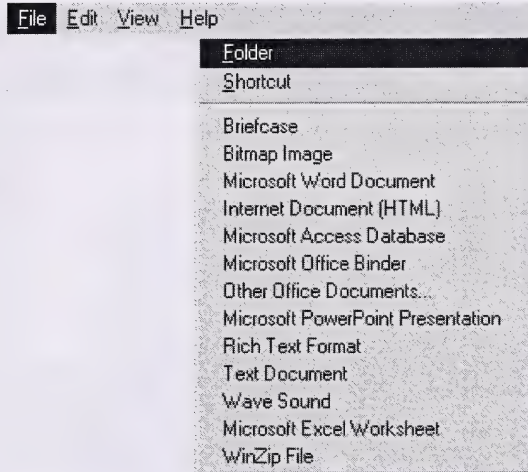 File Edit View Help
Folder
Shortcut
Briefcase
Bitmap Image
Microsoft Word Document
Internet Document (HTML)
Microsoft Access Database
Microsoft Office Binder
Other Office Documents...
Microsoft PowerPoint Presentation
Rich Text Format
Text Document
Wave Sound
Microsoft Excel Worksheet
WinZip File